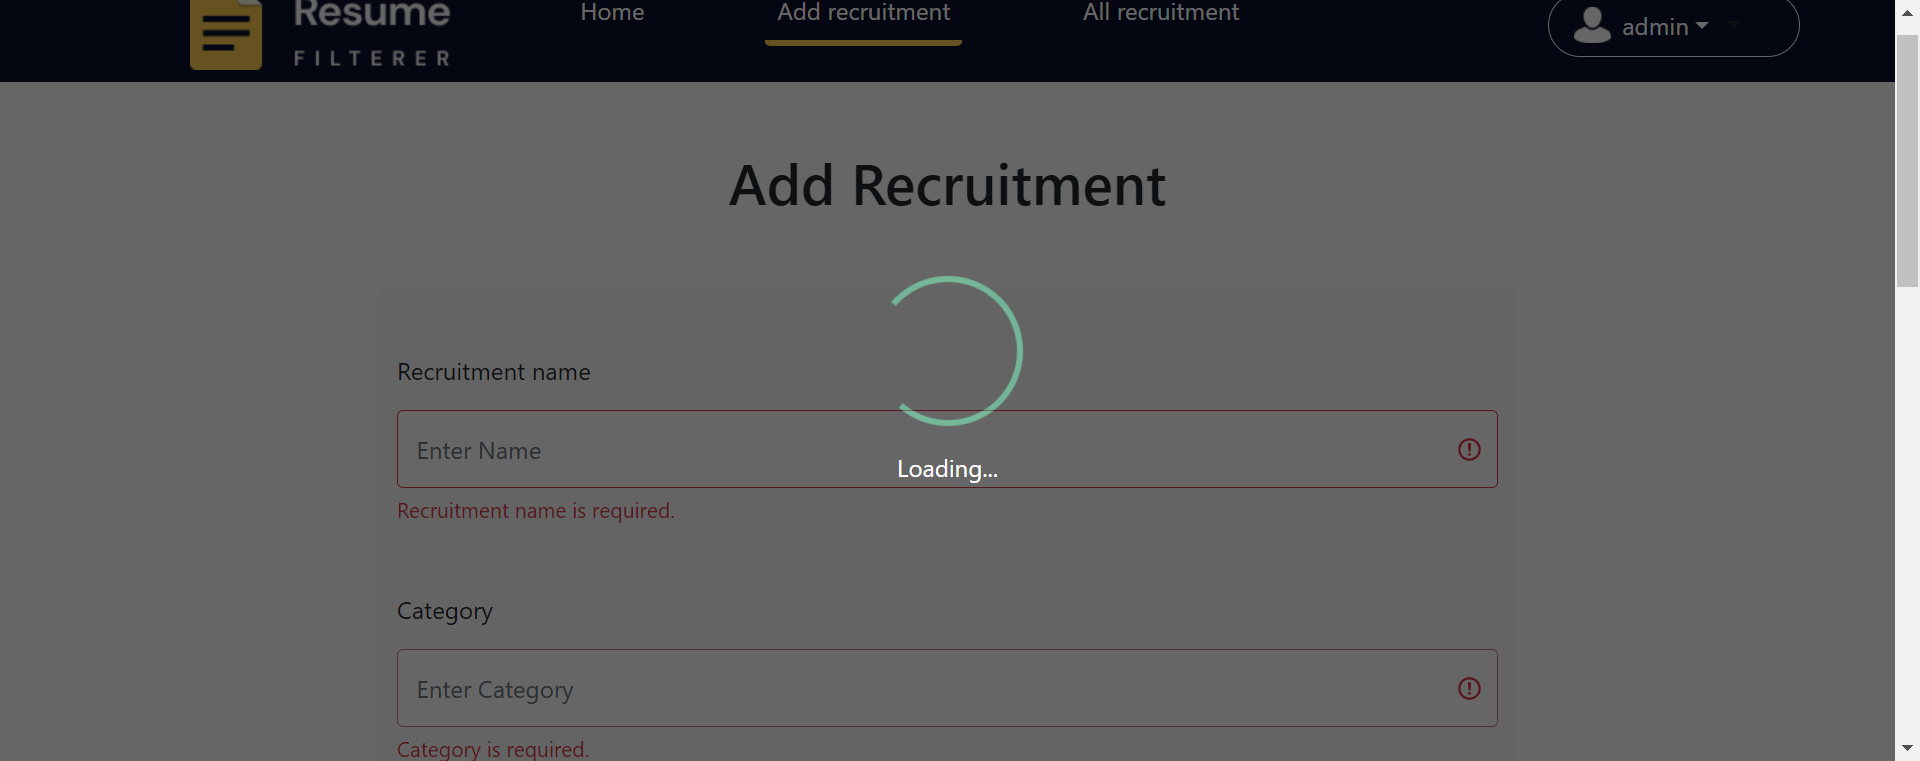 Resume
FILTERER
Home
Add recruitment
All recruitment
admin
Add Recruitment
Recruitment name
Enter Name
Loading...
Recruitment name is required.
Category
Enter Category
Category is required.